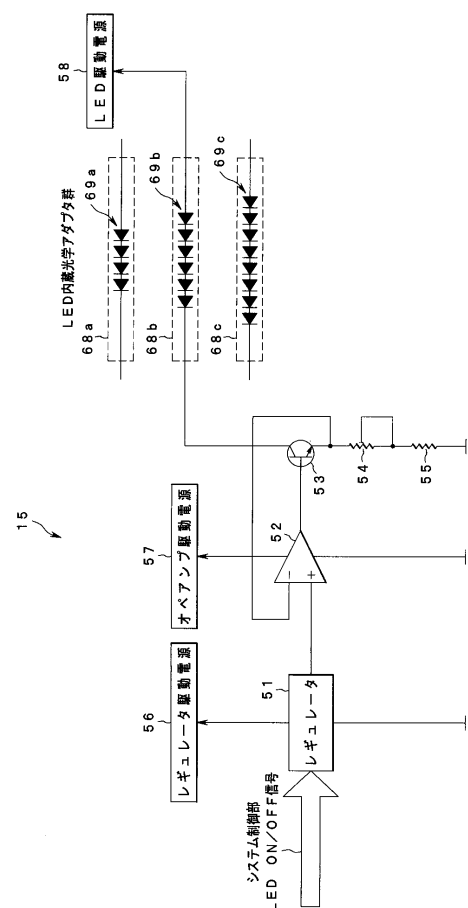 15
LED駆動電源
58
LED内蔵光学アダプタ群
69a
68a
69b
68b
69c
68c
オペアンプ駆動電源
57
52
−
+
53
54
55
レギュレータ駆動電源
56
レギュレータ
51
システム制御部
LED ON/OFF信号